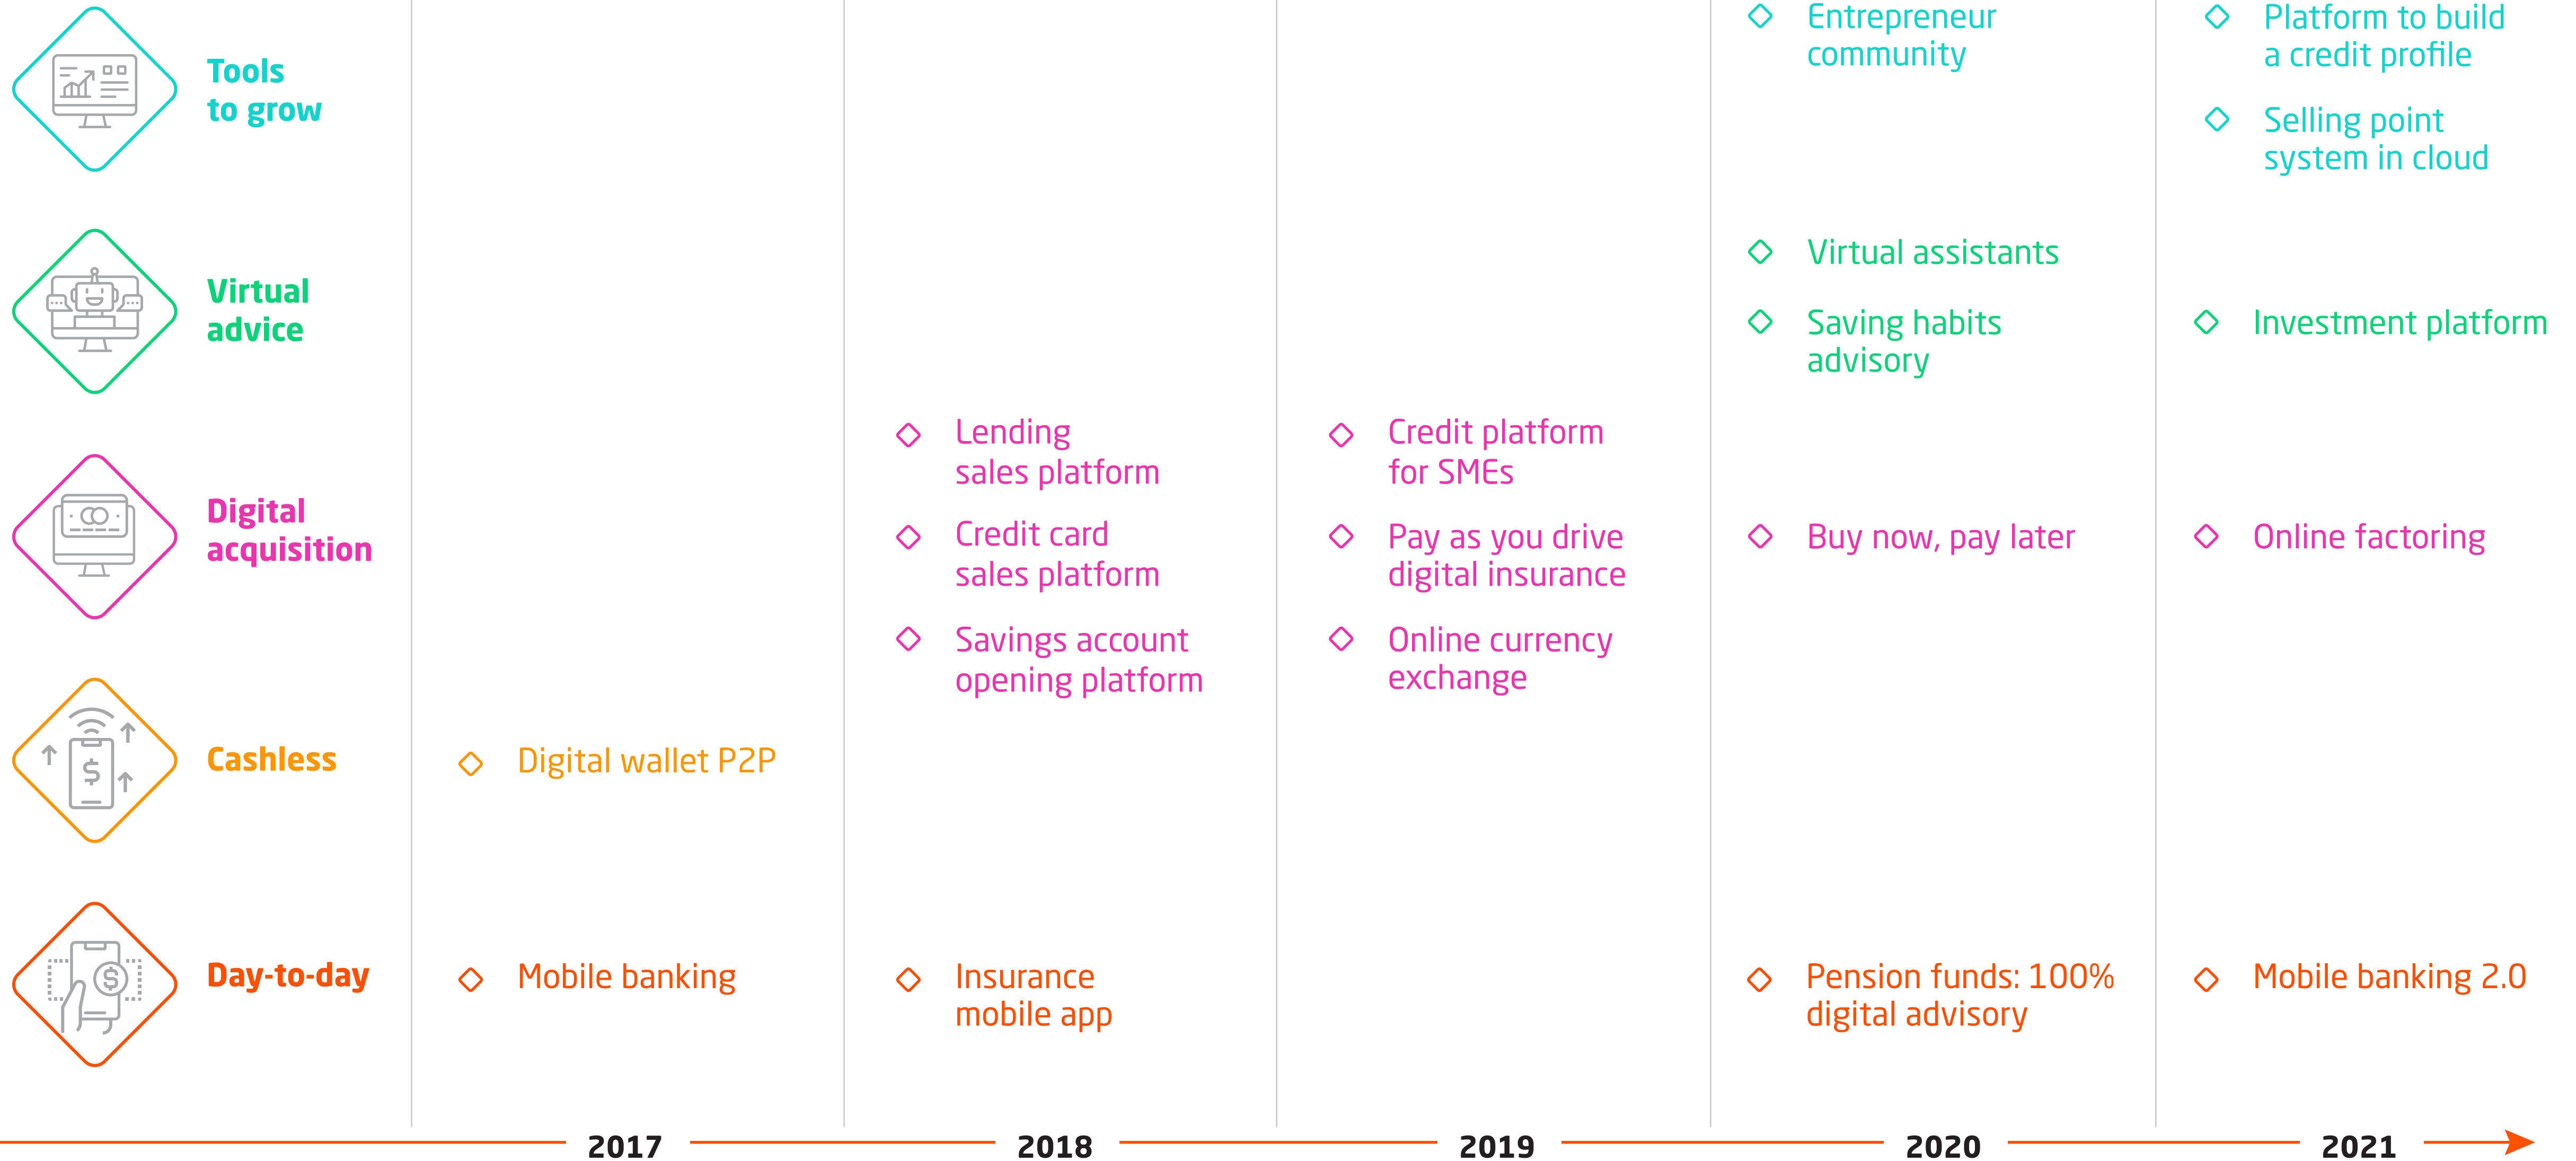 Tools
to grow
Entrepreneur
community
Platform to build
a credit profile
Selling point
system in cloud
Virtual
advice
Virtual assistants
Saving habits
advisory
Investment platform
Digital
acquisition
Lending
sales platform
Credit card
sales platform
Savings account
opening platform
Credit platform
for SMEs
Pay as you drive
digital insurance
Online currency
exchange
Buy now, pay later
Online factoring
Cashless
Digital wallet P2P
Day-to-day
Mobile banking
Insurance
mobile app
Pension funds: 100%
digital advisory
Mobile banking 2.0
2017
2018
2019
2020
2021